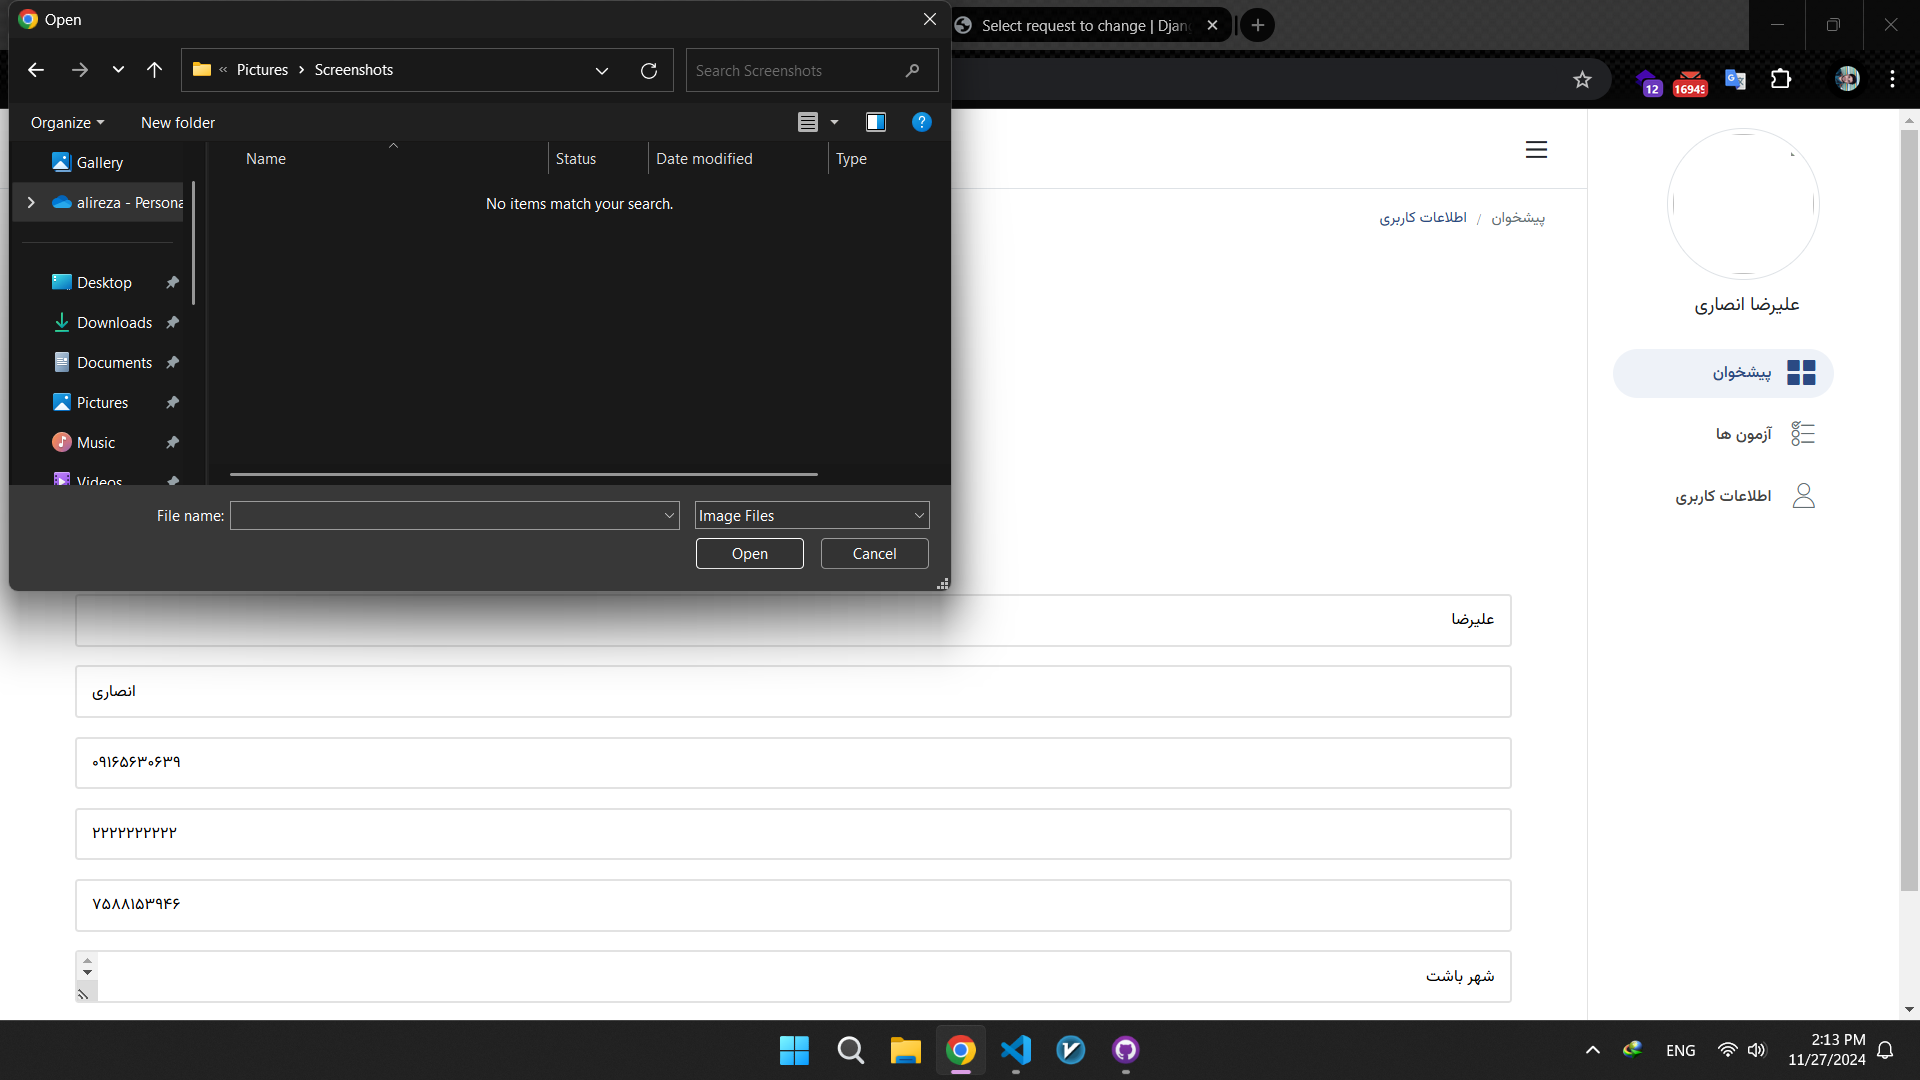 Open
Select request to change | Djan
Pictures
Screenshots
Search Screenshots
12
16949
Organize
New folder
Name
Status
Date modified
Type
No items match your search.
Gallery
alireza - Persona
Desktop
Downloads
Documents
Pictures
Music
Videos
File name:
Image Files
Open
Cancel
پیشخوان / اطلاعات کاربری
علیرضا انصاری
پیشخوان
آزمون ها
اطلاعات کاربری
علیرضا
انصاری
۰۹۱۶۵۶۳۰۶۳۹
۲۲۲۲۲۲۲۲۲۲
۷۵۸۸۱۵۳۹۴۶
شهر باشت
ENG
2:13 PM
11/27/2024